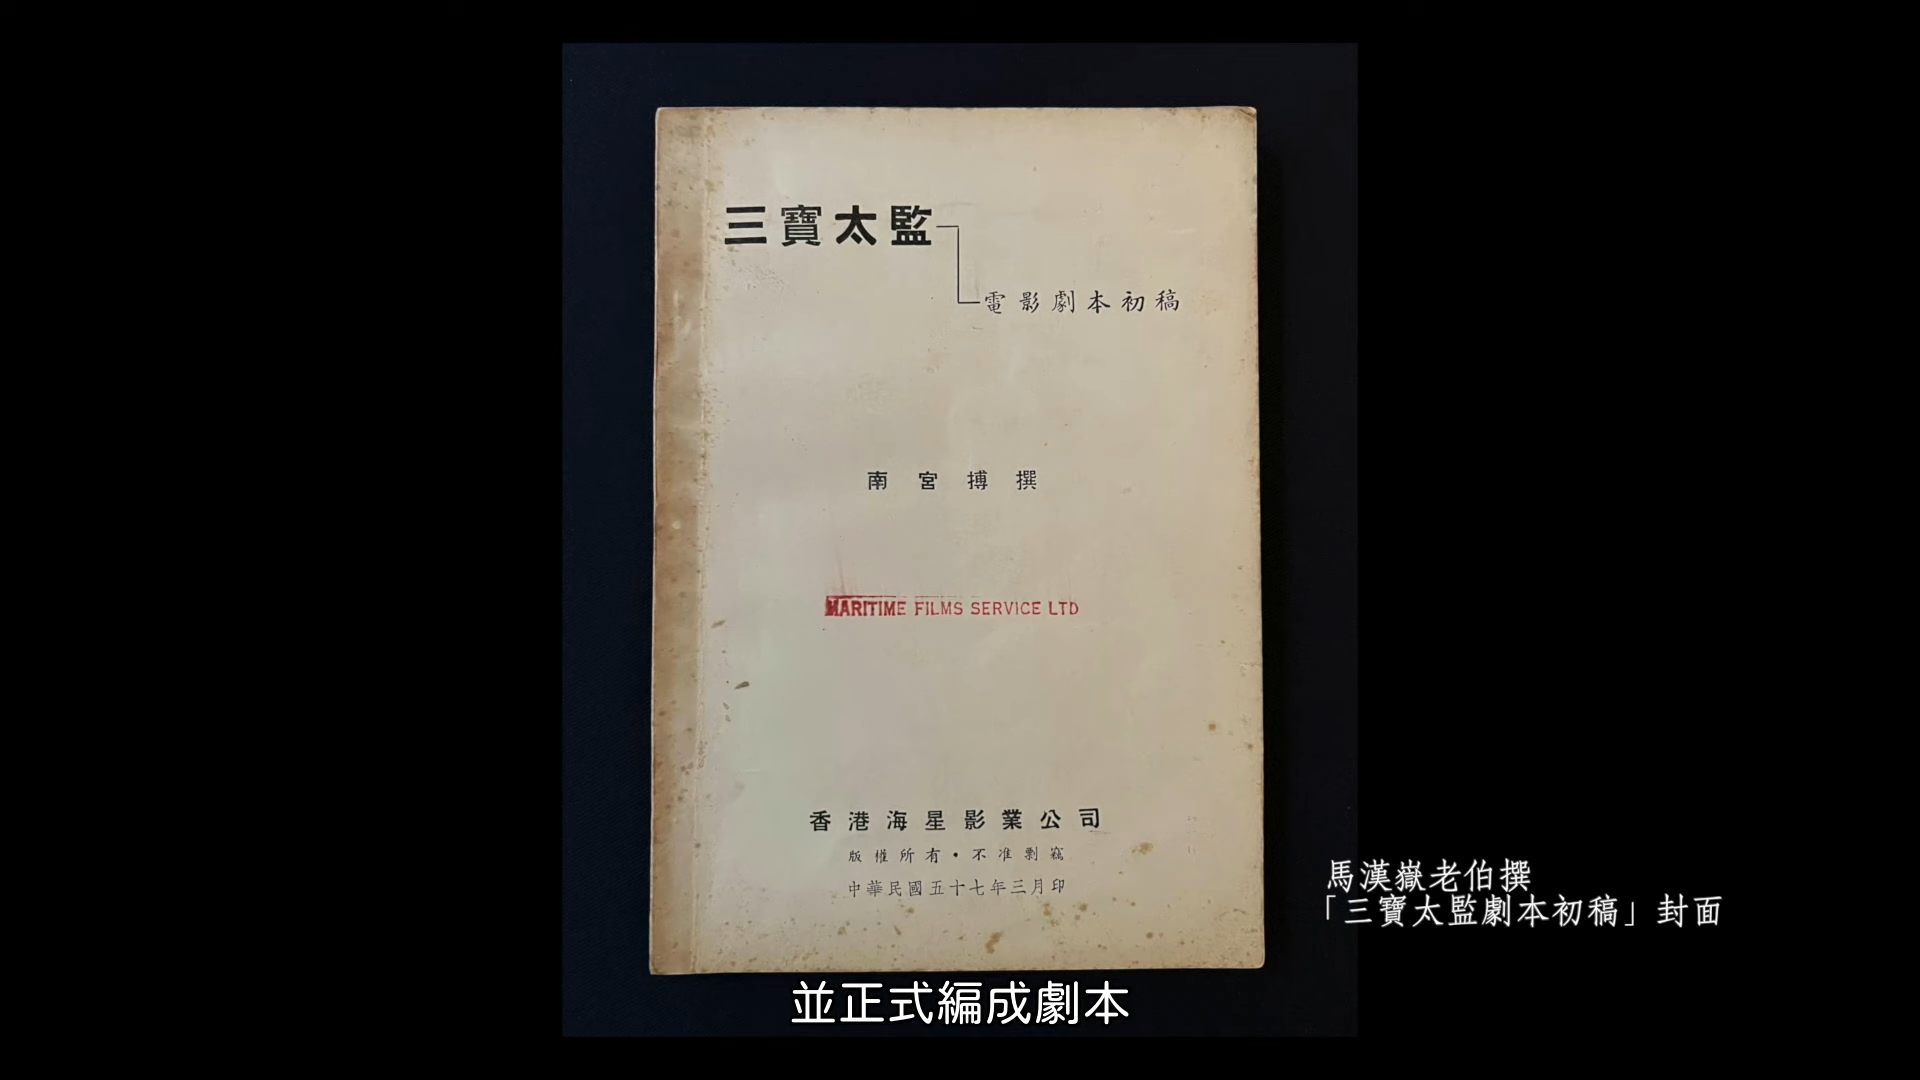 三寶太監
電影劇本初稿
南宮搏撰
MARITIME FILMS SERVICE LTD
香港海星影業公司
版權所有·不准剽竊
中華民國五十七年三月印
馬漢嶽老伯撰
「三寶太監劇本初稿」封面
並正式編成劇本